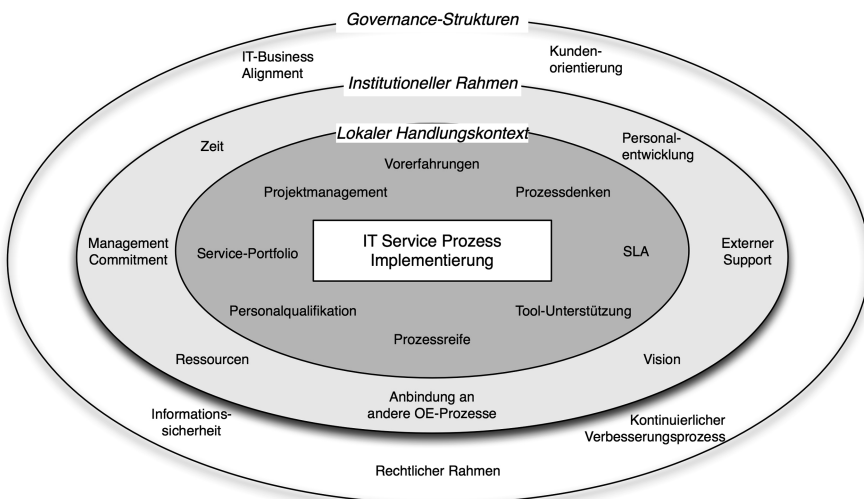 Governance-Strukturen
IT-Business
Alignment
Kunden-
orientierung
Institutioneller Rahmen
Zeit
Personal-
entwicklung
Lokaler Handlungskontext
Vorerfahrungen
Projektmanagement
Prozessdenken
Management
Commitment
Service-Portfolio
IT Service Prozess
Implementierung
SLA
Externer
Support
Personalqualifikation
Tool-Unterstützung
Prozessreife
Ressourcen
Vision
Anbindung an
andere OE-Prozesse
Informations-
sicherheit
Kontinuierlicher
Verbesserungsprozess
Rechtlicher Rahmen